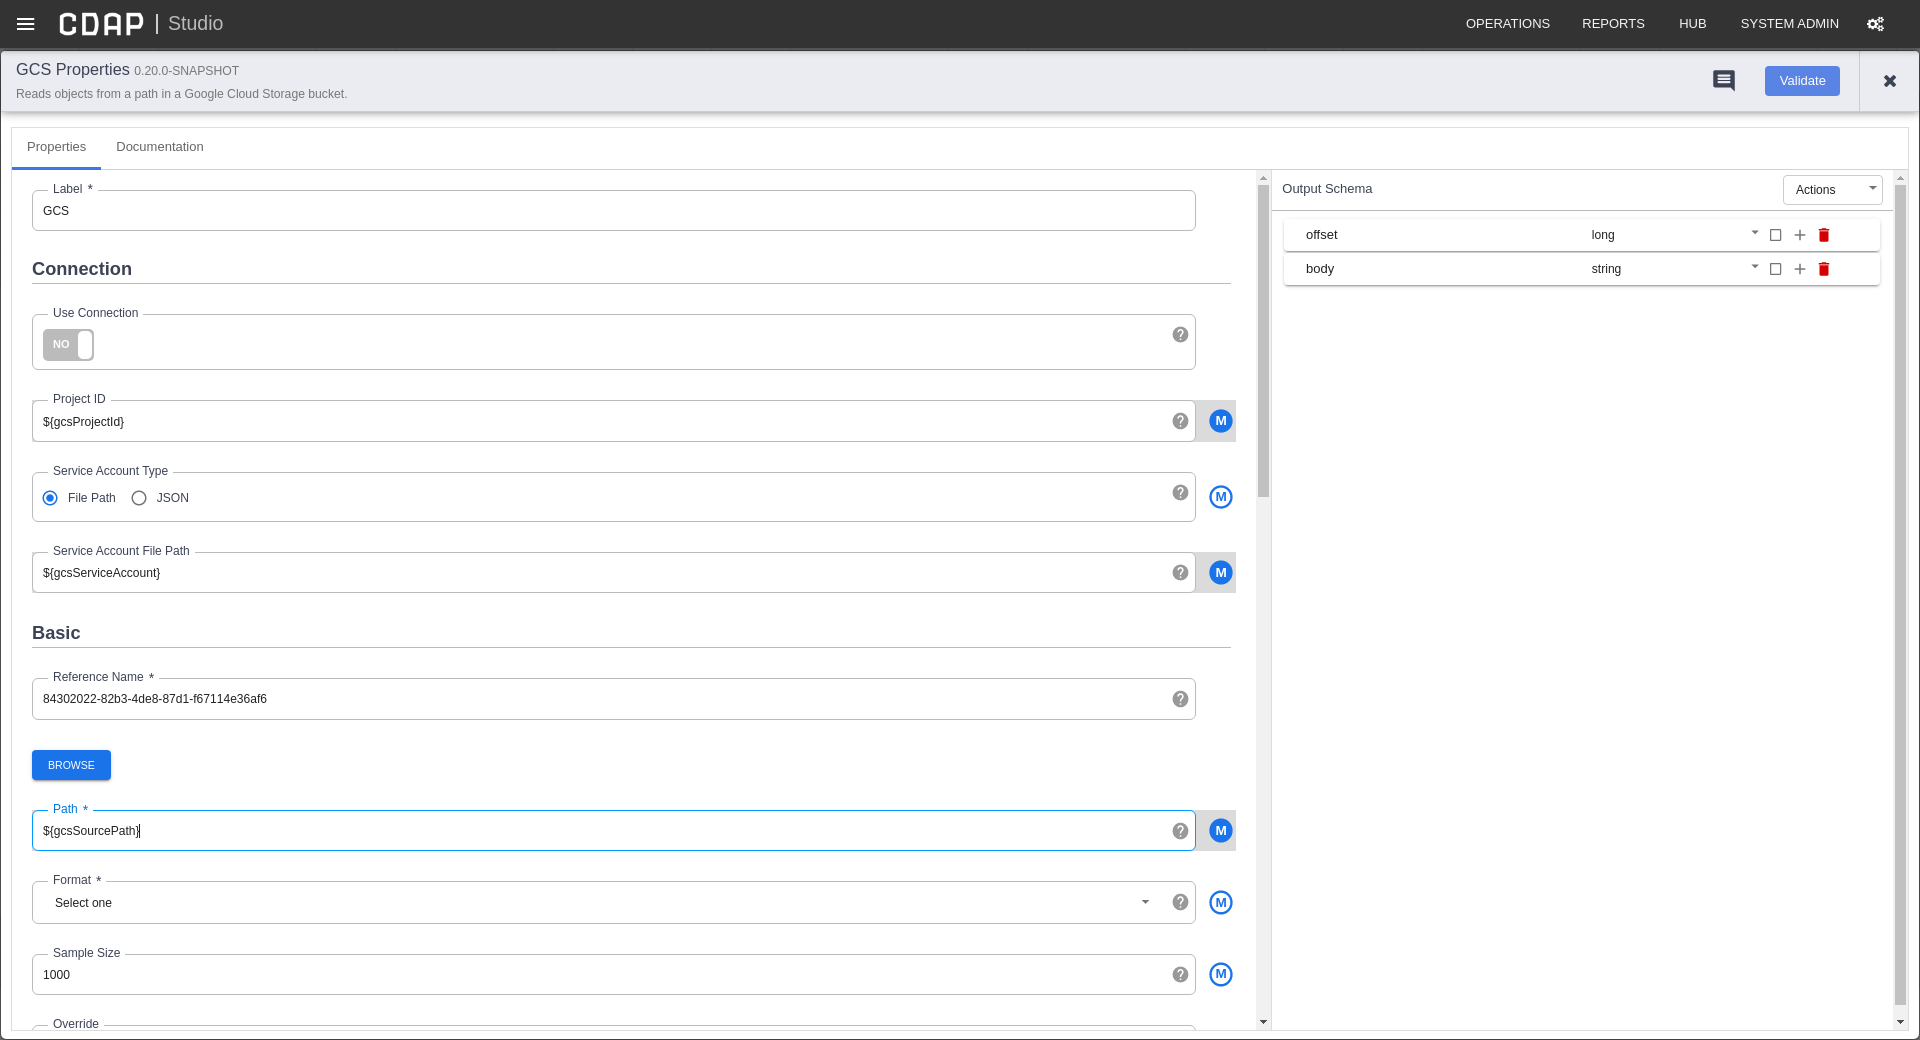 CDAP | Studio
OPERATIONS REPORTS HUB SYSTEM ADMIN
GCS Properties 0.20.0-SNAPSHOT
Reads objects from a path in a Google Cloud Storage bucket.
Validate
Properties Documentation
Label *
GCS
Connection
Use Connection
NO
Project ID
${gcsProjectId}
M
Service Account Type
File Path JSON
M
Service Account File Path
${gcsServiceAccount}
M
Basic
Reference Name *
84302022-82b3-4de8-87d1-f67114e36af6
BROWSE
Path *
${gcsSourcePath}
M
Format *
Select one
M
Sample Size
1000
M
Override
Output Schema
Actions
offset long
body string